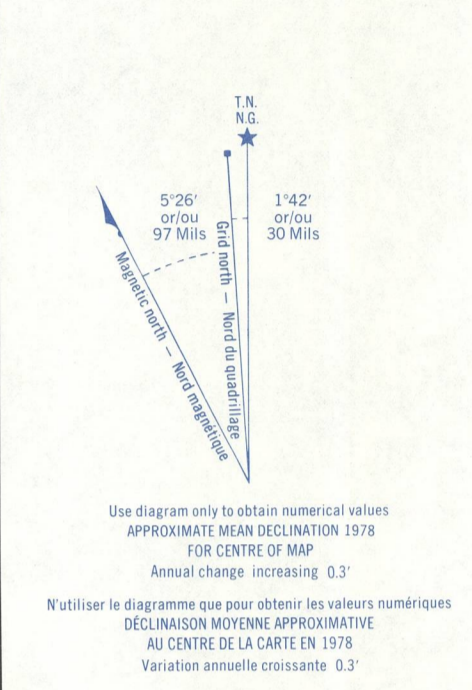 T.N.
N.G.
5°26′
or/ou
97 Mils
1°42′
or/ou
30 Mils
Magnetic north — Nord magnétique
Grid north — Nord du quadrillage
Use diagram only to obtain numerical values
APPROXIMATE MEAN DECLINATION 1978
FOR CENTRE OF MAP
Annual change increasing 0.3′
N'utiliser le diagramme que pour obtenir les valeurs numériques
DÉCLINAISON MOYENNE APPROXIMATIVE
AU CENTRE DE LA CARTE EN 1978
Variation annuelle croissante 0.3′